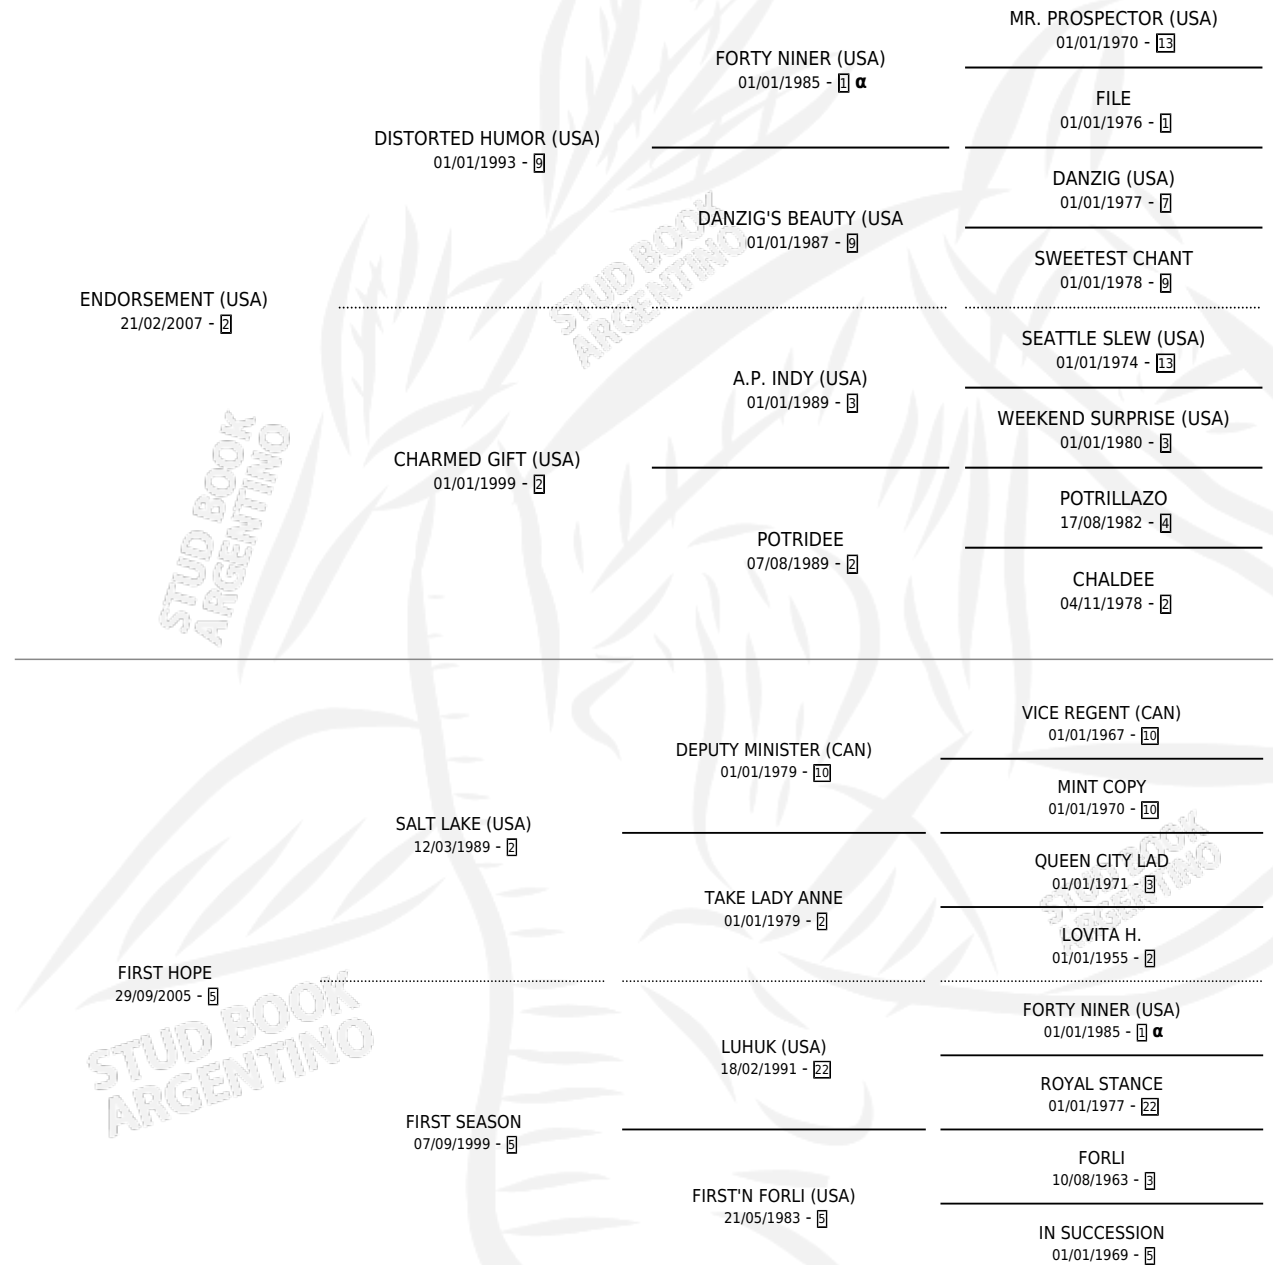 MR. PROSPECTOR (USA)
01/01/1970 - 13
FORTY NINER (USA)
01/01/1985 - 1 α
FILE
01/01/1976 - 1
DISTORTED HUMOR (USA)
01/01/1993 - 9
DANZIG (USA)
01/01/1977 - 7
DANZIG'S BEAUTY (USA
01/01/1987 - 9
SWEETEST CHANT
01/01/1978 - 9
ENDORSEMENT (USA)
21/02/2007 - 2
SEATTLE SLEW (USA)
01/01/1974 - 13
A.P. INDY (USA)
01/01/1989 - 3
WEEKEND SURPRISE (USA)
01/01/1980 - 3
CHARMED GIFT (USA)
01/01/1999 - 2
POTRILLAZO
17/08/1982 - 4
POTRIDEE
07/08/1989 - 2
CHALDEE
04/11/1978 - 2
VICE REGENT (CAN)
01/01/1967 - 10
DEPUTY MINISTER (CAN)
01/01/1979 - 10
MINT COPY
01/01/1970 - 10
SALT LAKE (USA)
12/03/1989 - 2
QUEEN CITY LAD
01/01/1971 - 3
TAKE LADY ANNE
01/01/1979 - 2
LOVITA H.
01/01/1955 - 2
FIRST HOPE
29/09/2005 - 5
FORTY NINER (USA)
01/01/1985 - 1 α
LUHUK (USA)
18/02/1991 - 22
ROYAL STANCE
01/01/1977 - 22
FIRST SEASON
07/09/1999 - 5
FORLI
10/08/1963 - 3
FIRST'N FORLI (USA)
21/05/1983 - 5
IN SUCCESSION
01/01/1969 - 5
STUD BOOK
ARGENTINO
STUD BOOK
ARGENTINO
STUD BOOK
ARGENTINO
STUD BOOK
ARGENTINO